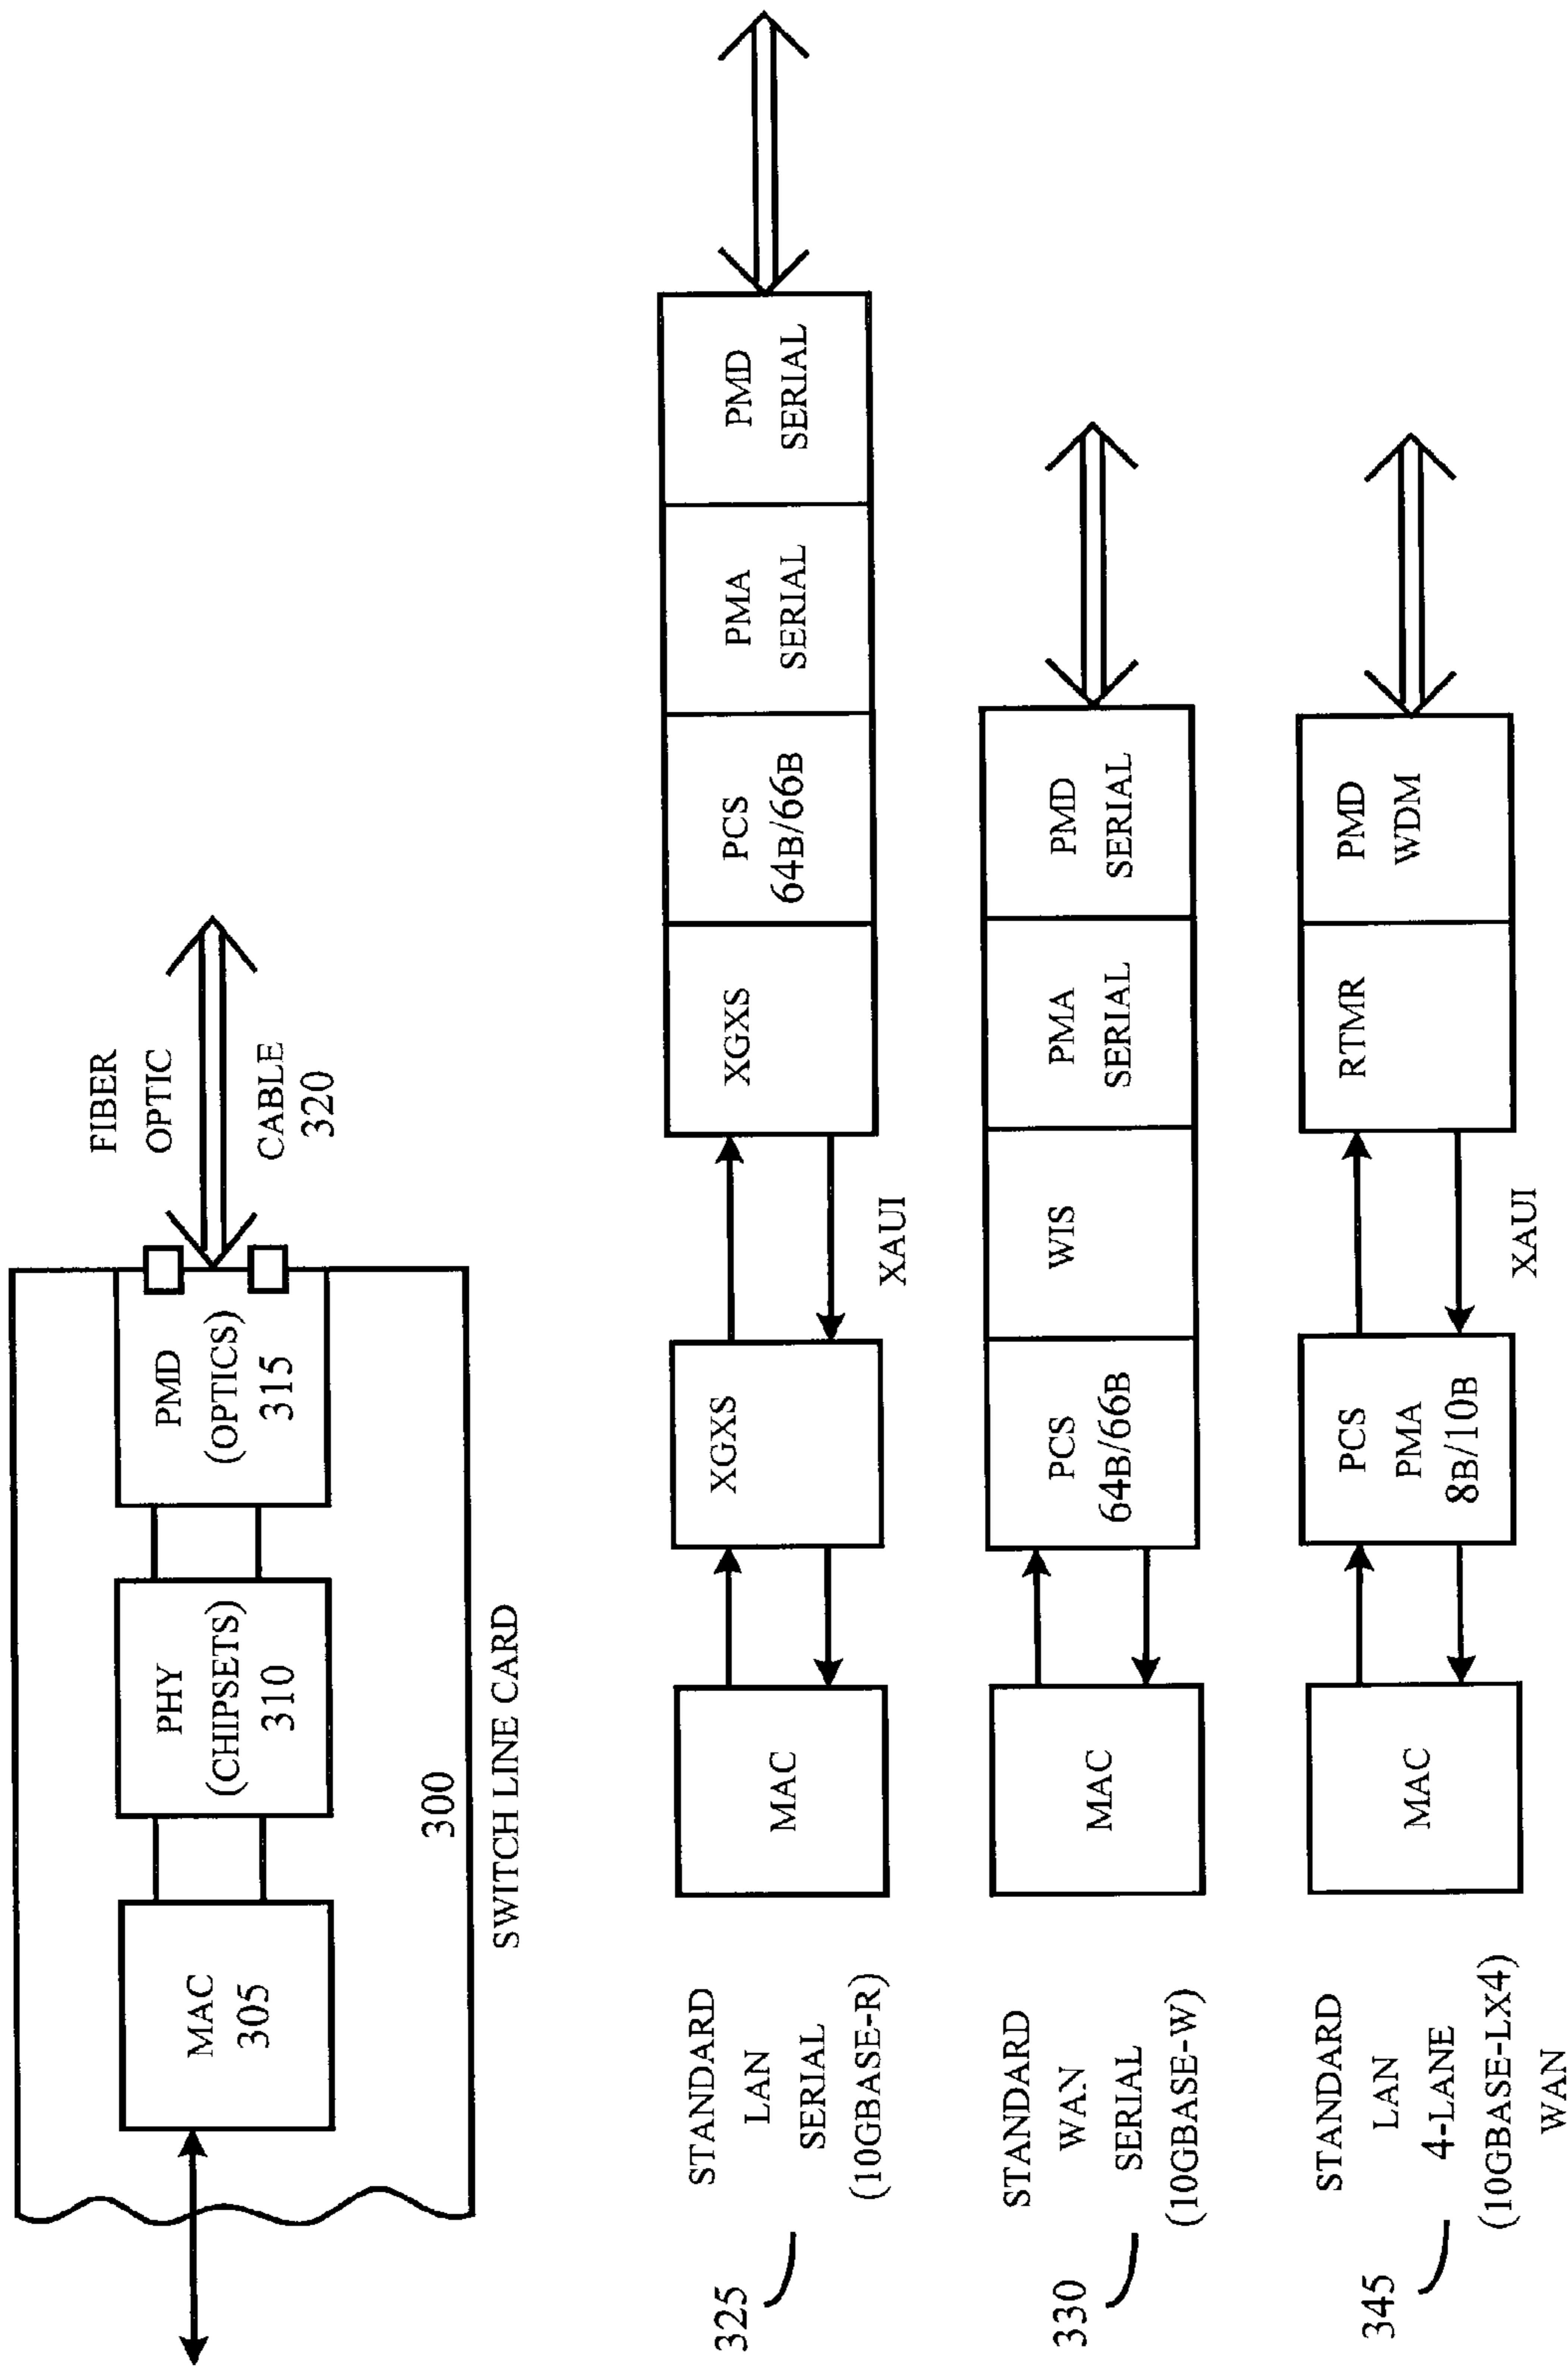 MAC
305
PHY
(CHIPSETS)
310
PMD
(OPTICS)
315
FIBER
OPTIC
CABLE
320
300
SWITCH LINE CARD
325
STANDARD
LAN
SERIAL
(10GBASE-R)
MAC
XGXS
XAUI
XGXS
PCS
64B/66B
PMA
SERIAL
PMD
SERIAL
330
STANDARD
WAN
SERIAL
(10GBASE-W)
MAC
PCS
64B/66B
WIS
PMA
SERIAL
PMD
SERIAL
345
STANDARD
LAN
4-LANE
(10GBASE-LX4)
WAN
MAC
PCS
PMA
8B/10B
XAUI
RTMR
PMD
WDM